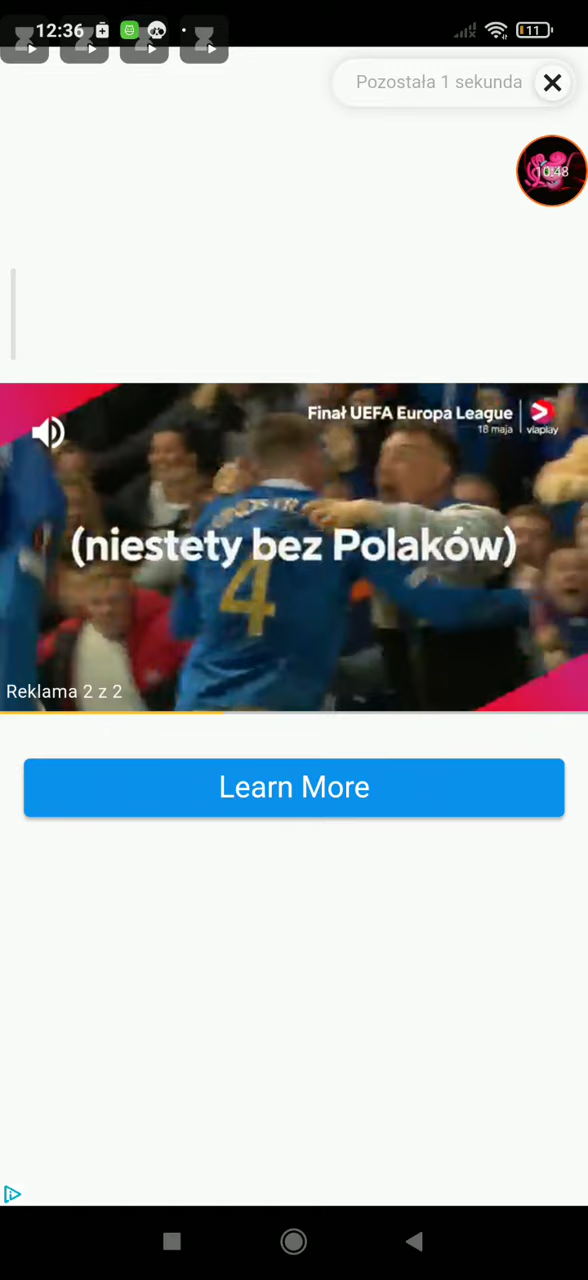 12:36
11
Pozostała 1 sekunda
10:48
Finał UEFA Europa League
18 maja
viaplay
(niestety bez Polaków)
4
Reklama 2 z 2
Learn More